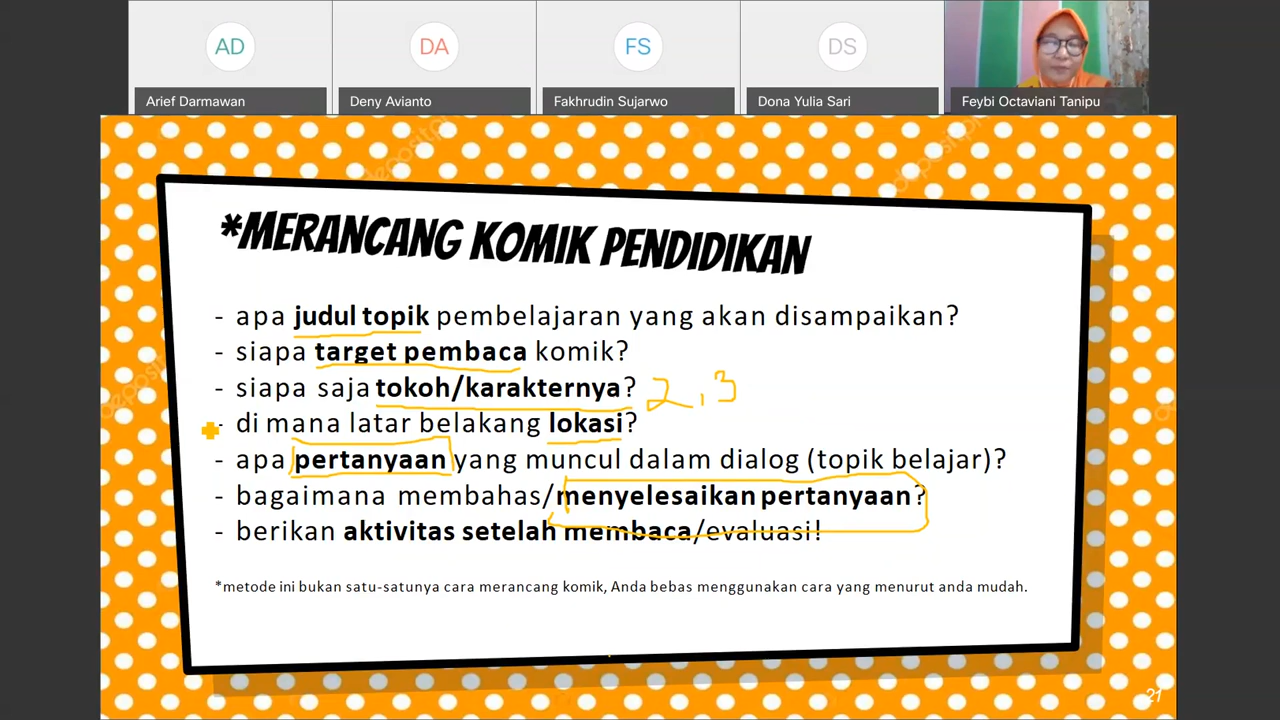 AD
DA
FS
DS
Arief Darmawan
Deny Avianto
Fakhrudin Sujarwo
Dona Yulia Sari
Feybi Octaviani Tanipu
*MERANCANG KOMIK PENDIDIKAN
- apa judul topik pembelajaran yang akan disampaikan?
- siapa target pembaca komik?
- siapa saja tokoh/karakternya? 2, 3
- di mana latar belakang lokasi?
- apa pertanyaan yang muncul dalam dialog (topik belajar)?
- bagaimana membahas/menyelesaikan pertanyaan?
- berikan aktivitas setelah membaca/evaluasi!
*metode ini bukan satu-satunya cara merancang komik, Anda bebas menggunakan cara yang menurut anda mudah.
21